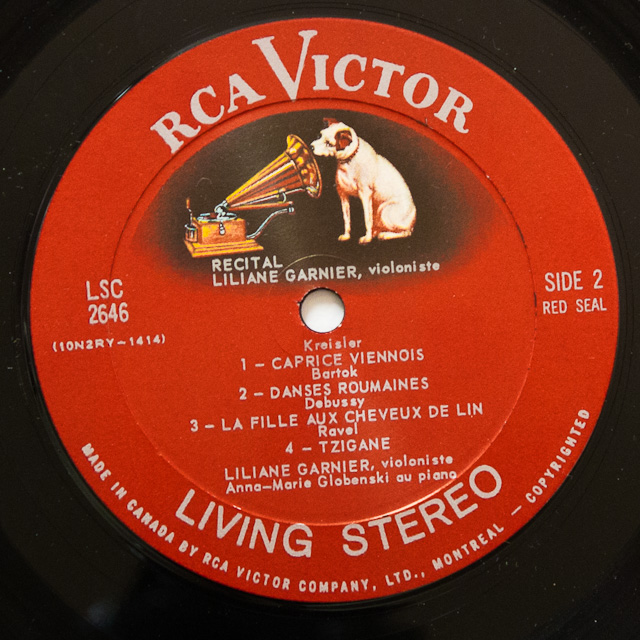 RCA VICTOR
RECITAL
LILIANE GARNIER, violoniste
LSC
2646
(10N2RY-1414)
SIDE 2
RED SEAL
Kreisler
1 – CAPRICE VIENNOIS
Bartok
2 – DANSES ROUMAINES
Debussy
3 – LA FILLE AUX CHEVEUX DE LIN
Ravel
4 – TZIGANE
LILIANE GARNIER, violoniste
Anna-Marie Globenski au piano
LIVING STEREO
MADE IN CANADA BY RCA VICTOR COMPANY, LTD., MONTREAL – COPYRIGHTED